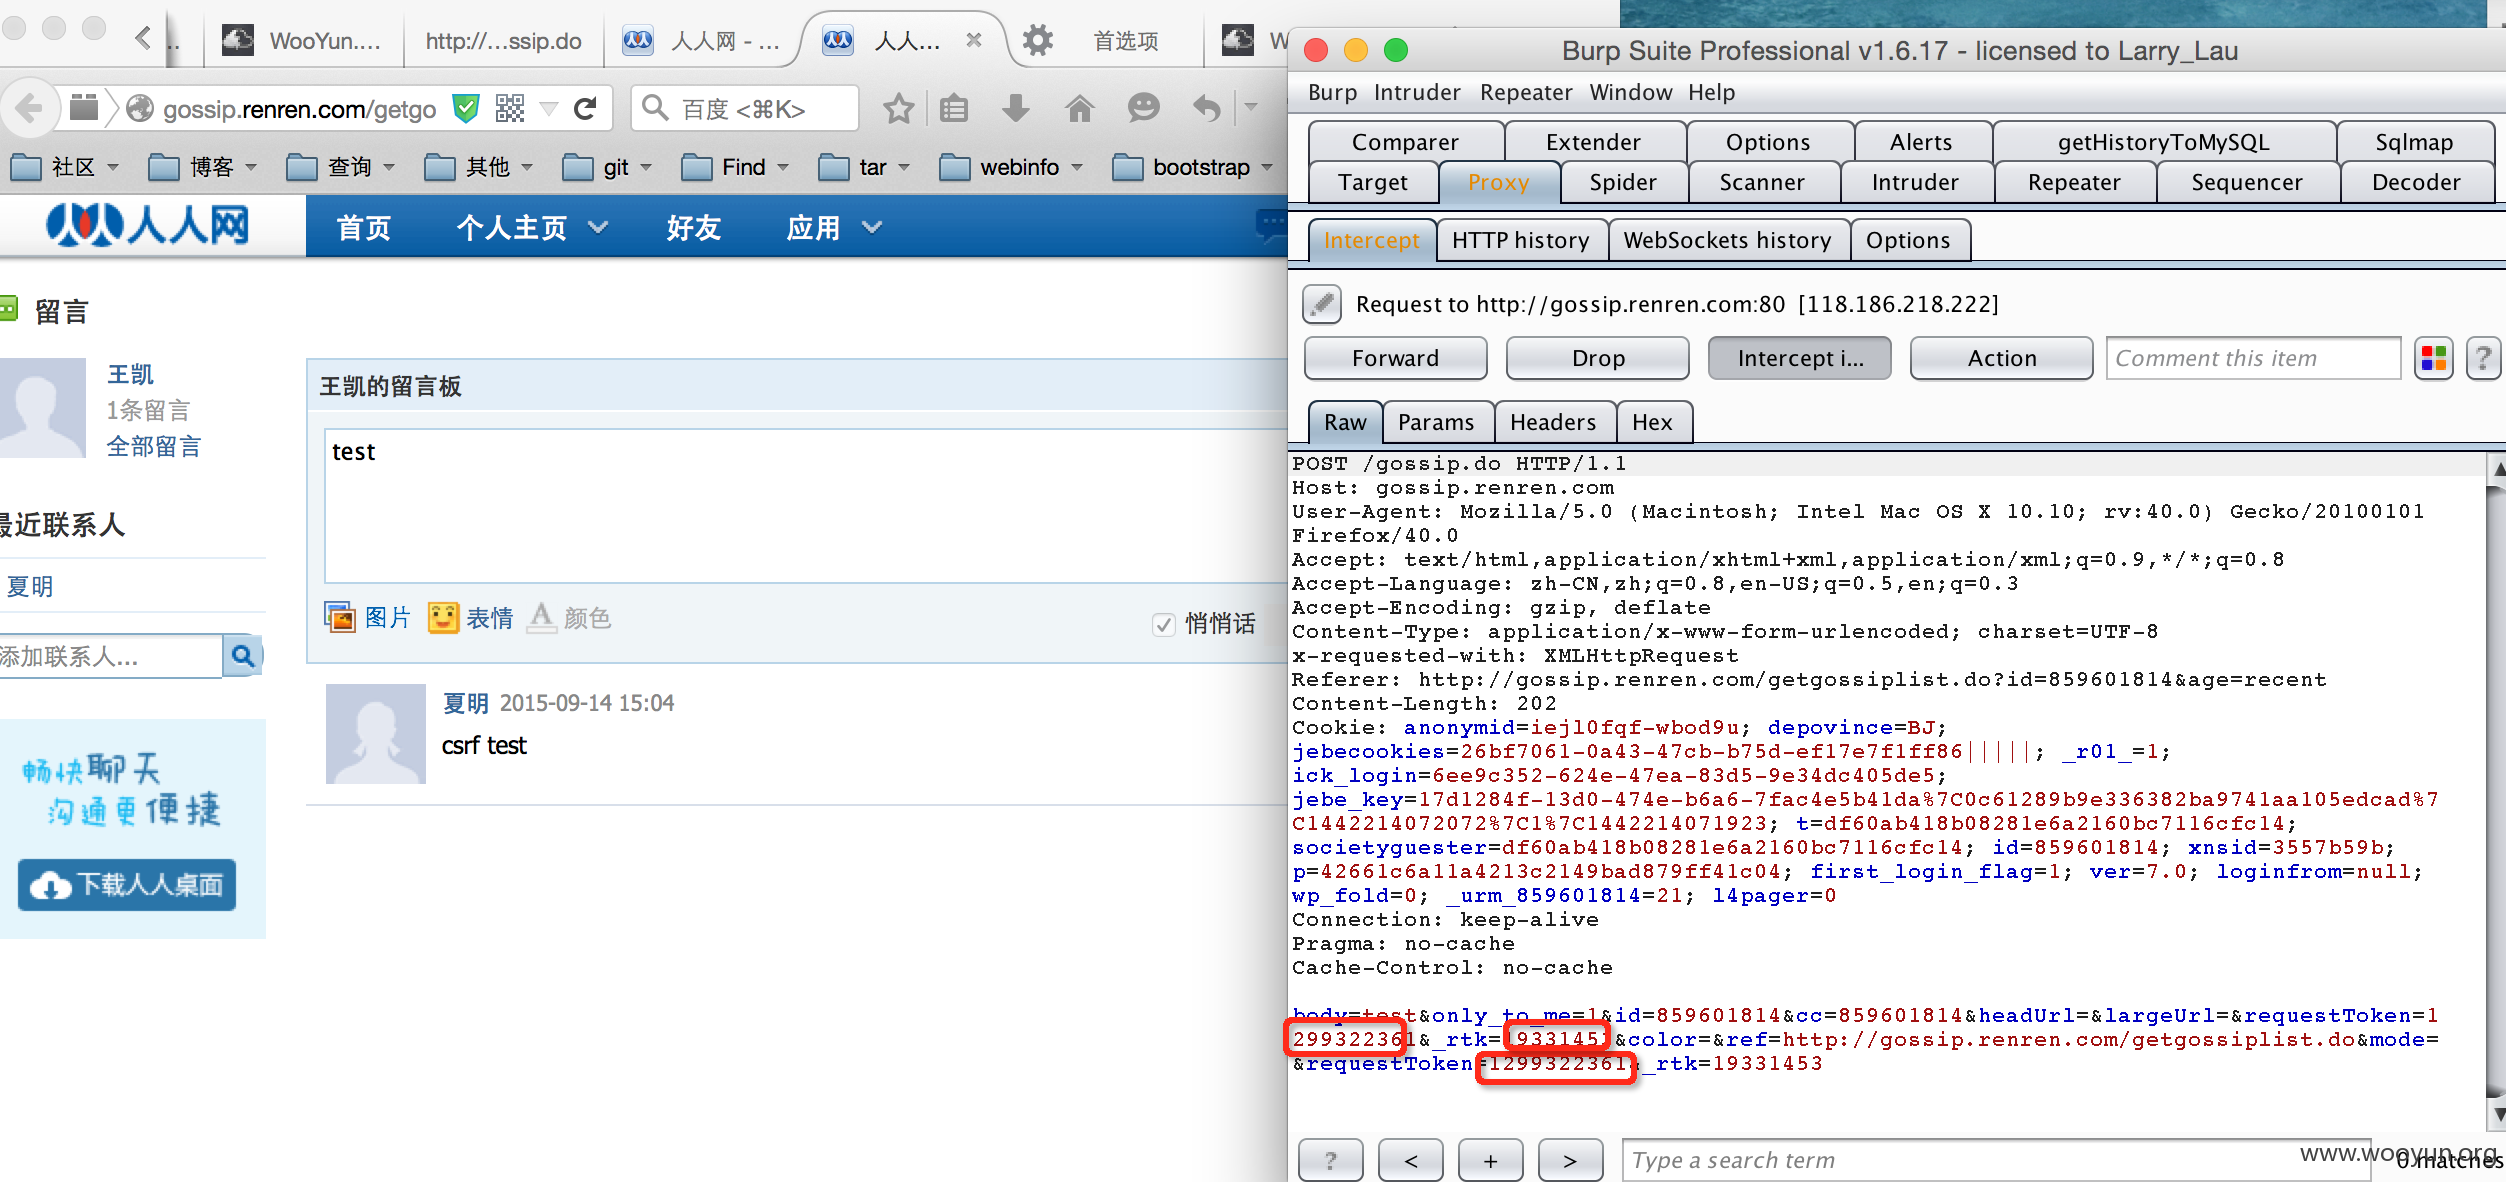 WooYun....
http://...ssip.do
人人网 - ...
人人...
首选项
W
gossip.renren.com/getgo
百度 <⌘K>
社区
博客
查询
其他
git
Find
tar
webinfo
bootstrap
人人网
首页
个人主页
好友
应用
留言
王凯
1条留言
全部留言
最近联系人
夏明
添加联系人...
畅快聊天
沟通更便捷
下载人人桌面
王凯的留言板
test
图片
表情
A 颜色
悄悄话
夏明 2015-09-14 15:04
csrf test
Burp Suite Professional v1.6.17 - licensed to Larry_Lau
Burp Intruder Repeater Window Help
Comparer Extender Options Alerts getHistoryToMySQL Sqlmap
Target Proxy Spider Scanner Intruder Repeater Sequencer Decoder
Intercept HTTP history WebSockets history Options
Request to http://gossip.renren.com:80 [118.186.218.222]
Forward Drop Intercept i... Action Comment this item ?
Raw Params Headers Hex
POST /gossip.do HTTP/1.1
Host: gossip.renren.com
User-Agent: Mozilla/5.0 (Macintosh; Intel Mac OS X 10.10; rv:40.0) Gecko/20100101
Firefox/40.0
Accept: text/html,application/xhtml+xml,application/xml;q=0.9,*/*;q=0.8
Accept-Language: zh-CN,zh;q=0.8,en-US;q=0.5,en;q=0.3
Accept-Encoding: gzip, deflate
Content-Type: application/x-www-form-urlencoded; charset=UTF-8
x-requested-with: XMLHttpRequest
Referer: http://gossip.renren.com/getgossiplist.do?id=859601814&age=recent
Content-Length: 202
Cookie: anonymid=iejl0fqf-wbod9u; depovince=BJ;
jebecookies=26bf7061-0a43-47cb-b75d-ef17e7f1ff86|||||; _r01_=1;
ick_login=6ee9c352-624e-47ea-83d5-9e34dc405de5;
jebe_key=17d1284f-13d0-474e-b6a6-7fac4e5b41da%7C0c61289b9e336382ba9741aa105edcad%7
C1442214072072%7C1%7C1442214071923; t=df60ab418b08281e6a2160bc7116cfc14;
societyguester=df60ab418b08281e6a2160bc7116cfc14; id=859601814; xnsid=3557b59b;
p=42661c6a11a4213c2149bad879ff41c04; first_login_flag=1; ver=7.0; loginfrom=null;
wp_fold=0; _urm_859601814=21; l4pager=0
Connection: keep-alive
Pragma: no-cache
Cache-Control: no-cache
body=test&only_to_me=1&id=859601814&cc=859601814&headUrl=&largeUrl=&requestToken=1
299322361&_rtk=19331453&color=&ref=http://gossip.renren.com/getgossiplist.do&mode=
&requestToken=1299322361&_rtk=19331453
? < + > Type a search term 0 matches
www.wooyun.org